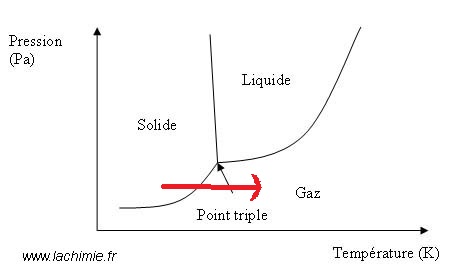 Pression
(Pa)
Liquide
Solide
Gaz
Point triple
Température (K)
www.lachimie.fr